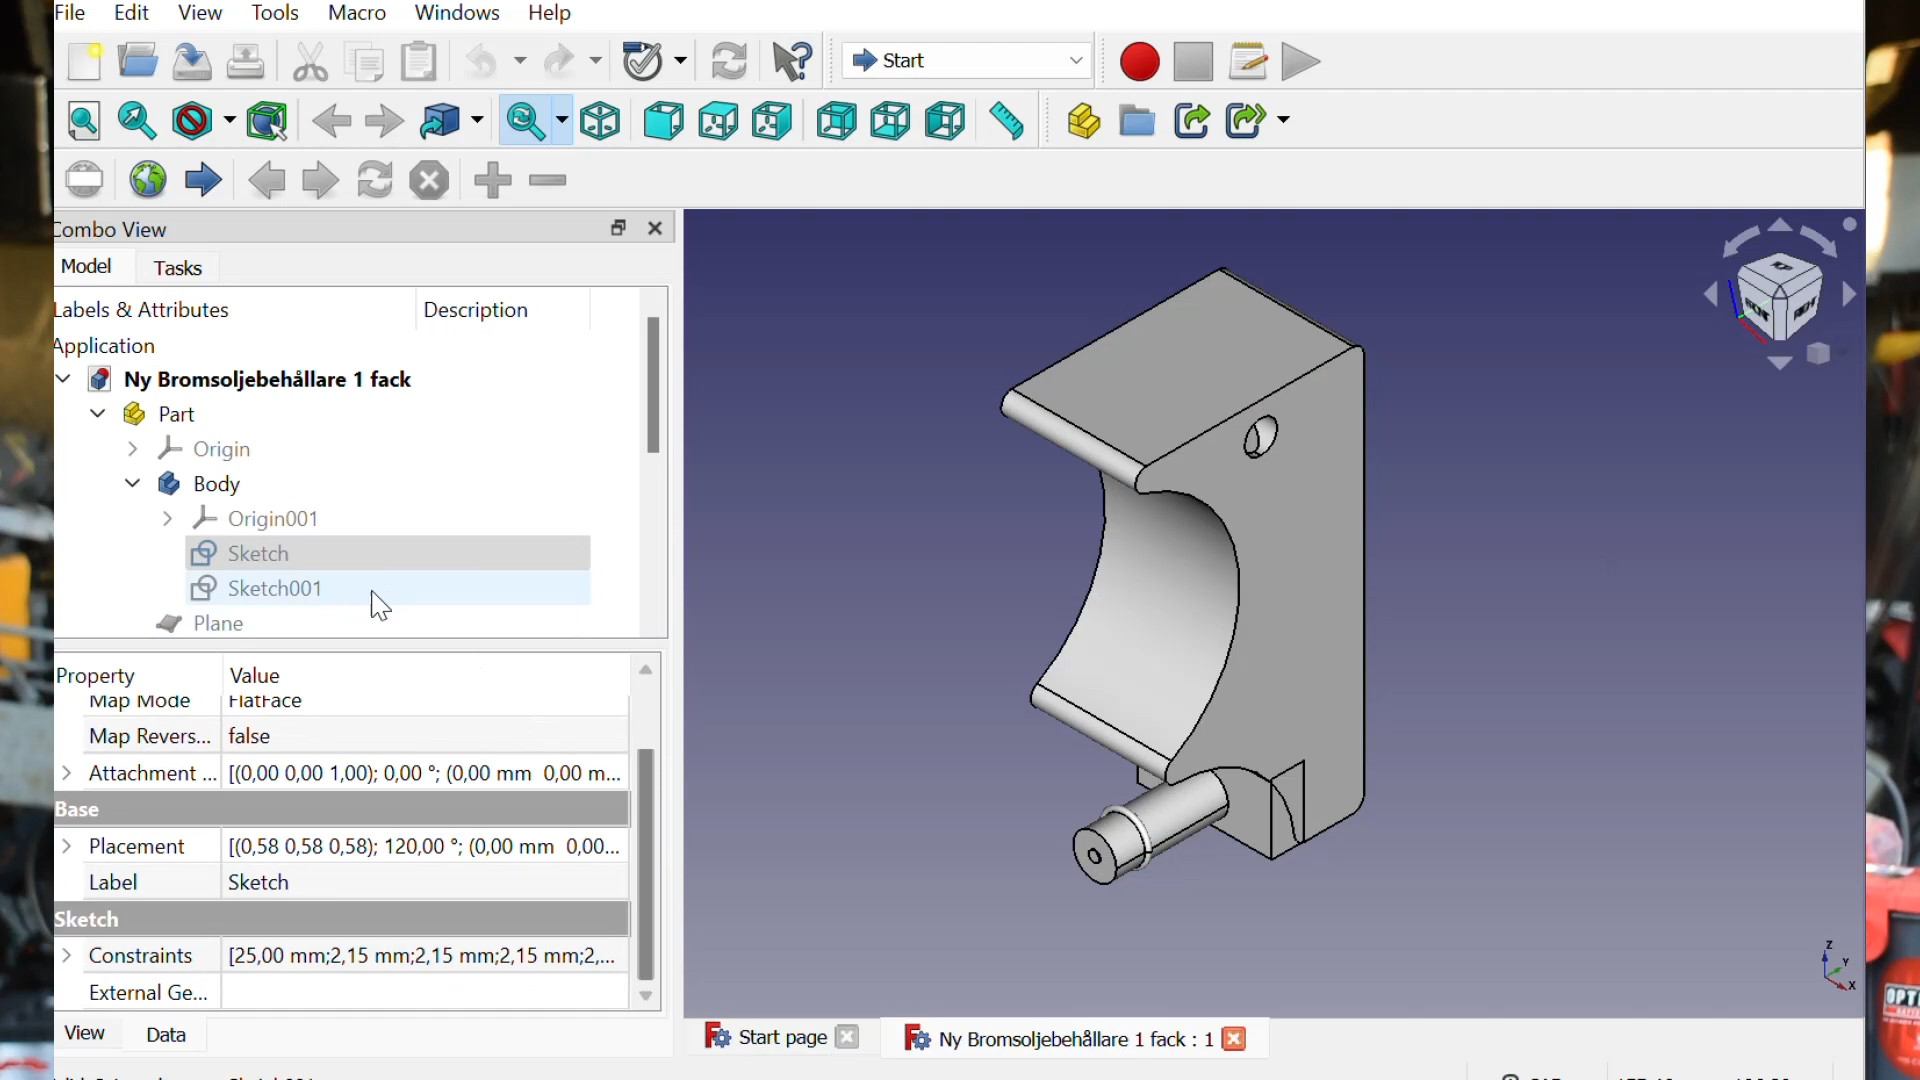 File Edit View Tools Macro Windows Help
Start
Combo View
Model Tasks
Labels & Attributes Description
Application
Ny Bromsoljebehållare 1 fack
Part
Origin
Body
Origin001
Sketch
Sketch001
Plane
Property Value
Map Mode FlatFace
Map Revers... false
Attachment ... [(0,00 0,00 1,00); 0,00 °; (0,00 mm 0,00 m...
Base
Placement [(0,58 0,58 0,58); 120,00 °; (0,00 mm 0,00...
Label Sketch
Sketch
Constraints [25,00 mm;2,15 mm;2,15 mm;2,15 mm;2,...
External Ge...
View Data
Z
Y
X
Start page
Ny Bromsoljebehållare 1 fack : 1